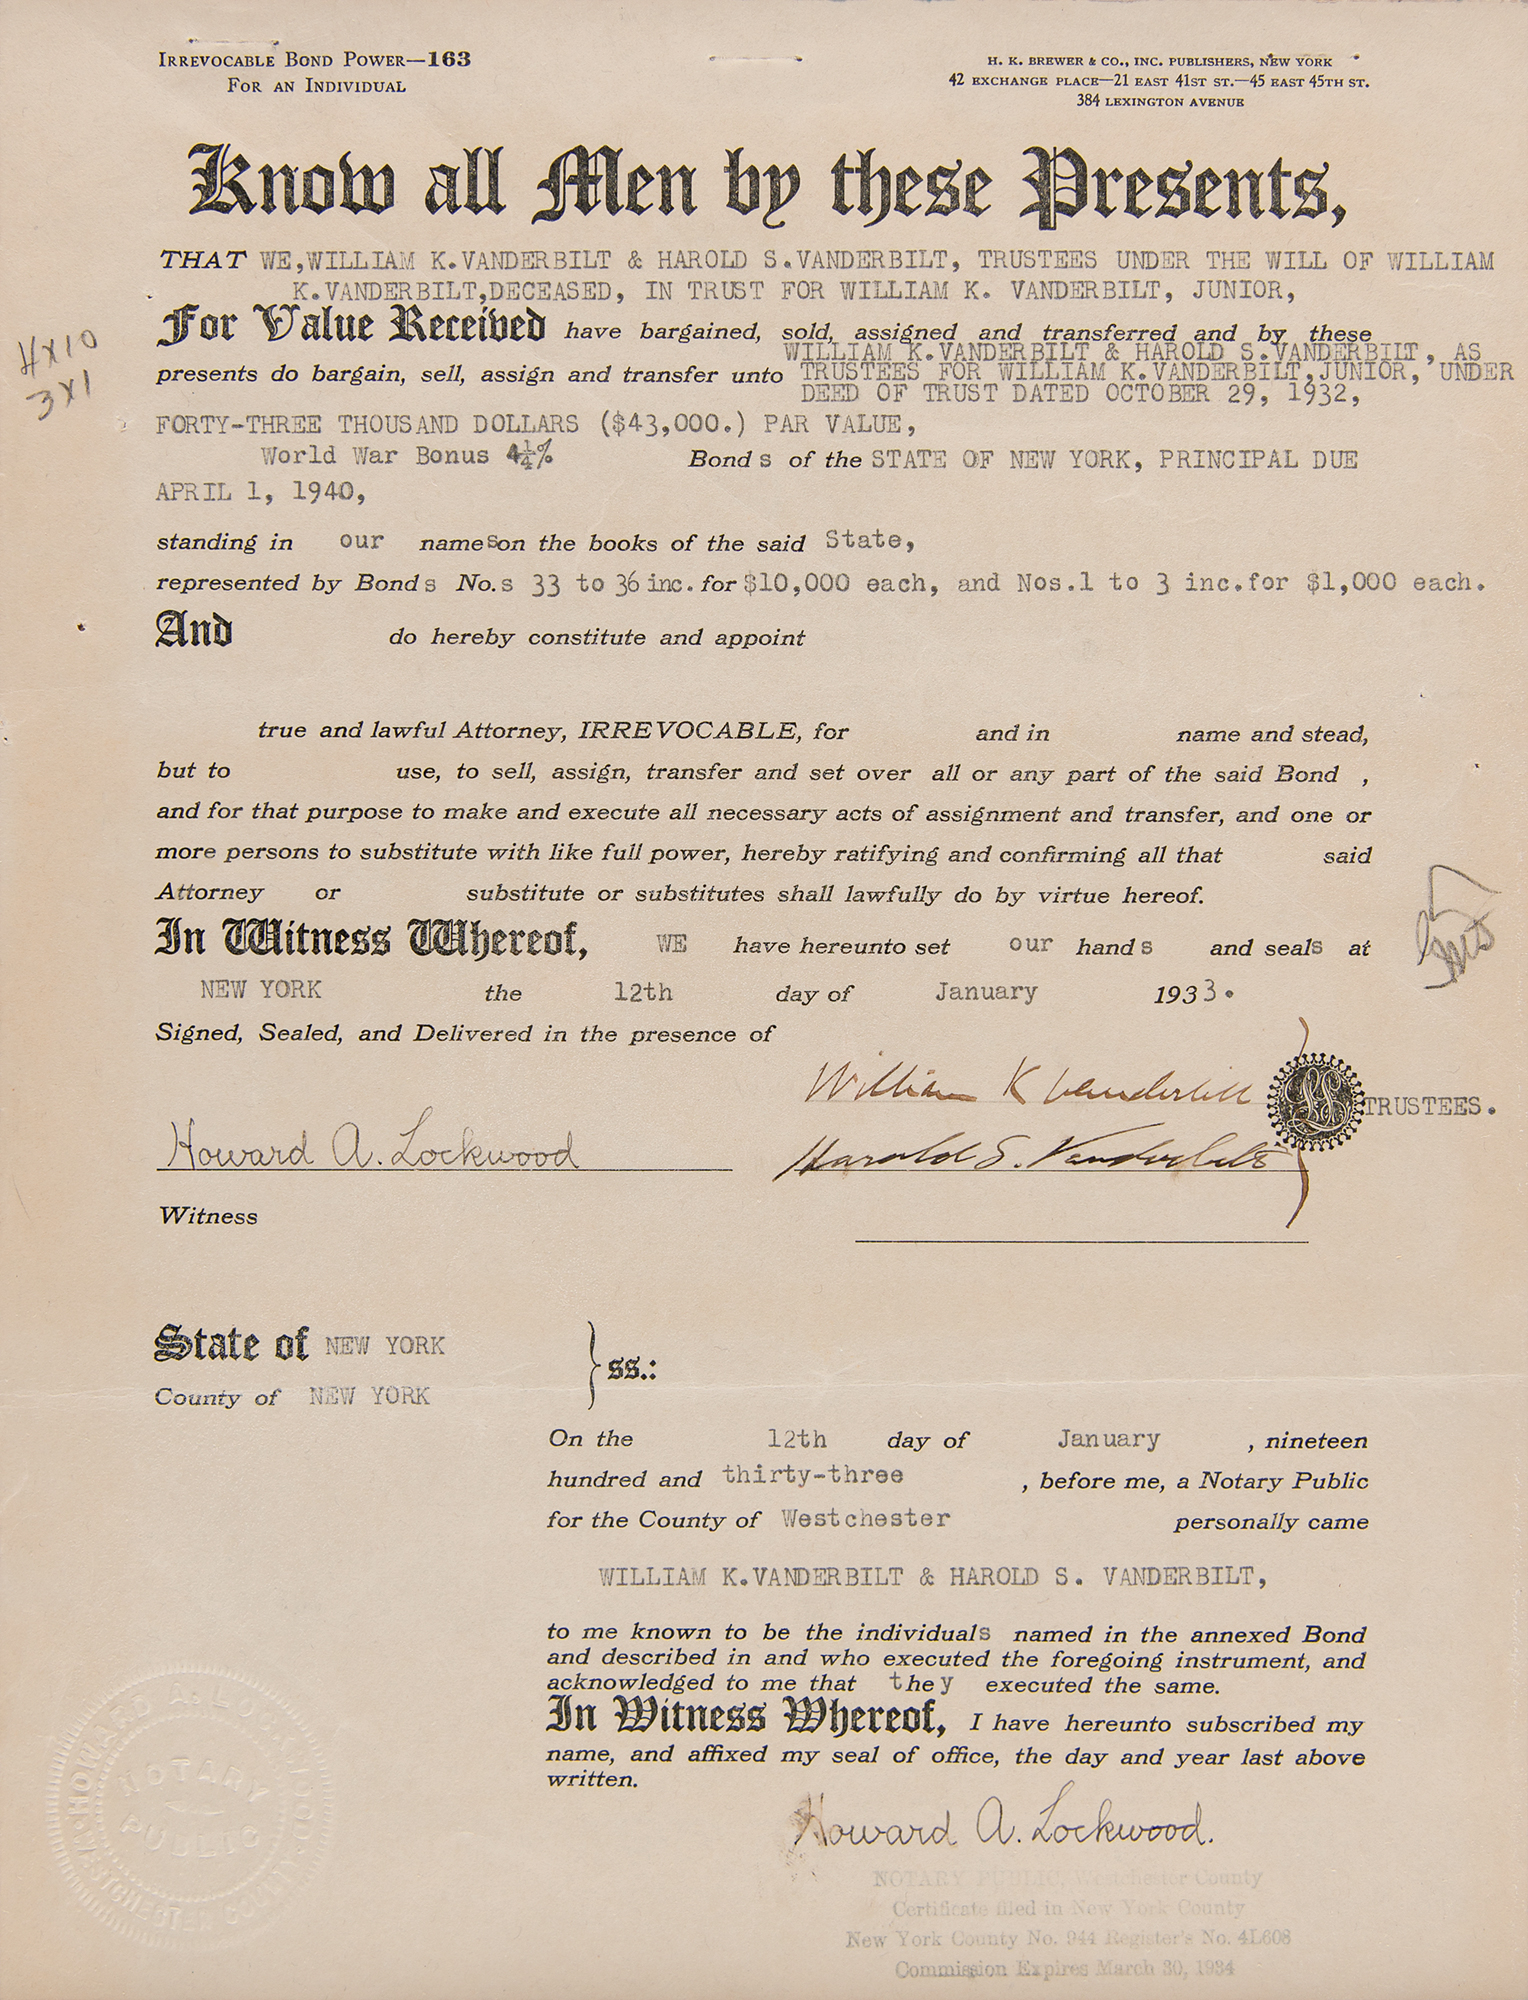 IRREVOCABLE BOND POWER—163
FOR AN INDIVIDUAL
H. K. BREWER & CO., INC. PUBLISHERS, NEW YORK
42 EXCHANGE PLACE—21 EAST 41ST ST.—45 EAST 45TH ST.
384 LEXINGTON AVENUE
Know all Men by these Presents,
THAT WE,WILLIAM K.VANDERBILT & HAROLD S.VANDERBILT, TRUSTEES UNDER THE WILL OF WILLIAM
K.VANDERBILT,DECEASED, IN TRUST FOR WILLIAM K. VANDERBILT, JUNIOR,
4 x 10
3 x 1
For Value Received have bargained, sold, assigned and transferred and by these
WILLIAM K.VANDERBILT & HAROLD S.VANDERBILT, AS
presents do bargain, sell, assign and transfer unto TRUSTEES FOR WILLIAM K.VANDERBILT,JUNIOR, UNDER
DEED OF TRUST DATED OCTOBER 29, 1932,
FORTY-THREE THOUSAND DOLLARS ($43,000.) PAR VALUE,
World War Bonus 4¼% Bonds of the STATE OF NEW YORK, PRINCIPAL DUE
APRIL 1, 1940,
standing in our names on the books of the said State,
represented by Bonds No.s 33 to 36 inc. for $10,000 each, and Nos.1 to 3 inc.for $1,000 each.
And do hereby constitute and appoint
true and lawful Attorney, IRREVOCABLE, for and in name and stead,
but to use, to sell, assign, transfer and set over all or any part of the said Bond ,
and for that purpose to make and execute all necessary acts of assignment and transfer, and one or
more persons to substitute with like full power, hereby ratifying and confirming all that said
Attorney or substitute or substitutes shall lawfully do by virtue hereof.
In Witness Whereof, WE have hereunto set our hands and seals at
NEW YORK the 12th day of January 1933.
Signed, Sealed, and Delivered in the presence of
William K Vanderbilt
LS
TRUSTEES.
Howard A. Lockwood
Harold S. Vanderbilt
Witness
State of NEW YORK
ss.:
County of NEW YORK
On the 12th day of January , nineteen
hundred and thirty-three , before me, a Notary Public
for the County of Westchester personally came
WILLIAM K.VANDERBILT & HAROLD S. VANDERBILT,
to me known to be the individuals named in the annexed Bond
and described in and who executed the foregoing instrument, and
acknowledged to me that they executed the same.
In Witness Whereof, I have hereunto subscribed my
name, and affixed my seal of office, the day and year last above
written.
Howard A. Lockwood.
NOTARY PUBLIC, Westchester County
Certificate filed in New York County
New York County No. 944 Register's No. 4L608
Commission Expires March 30, 1934
HOWARD A. LOCKWOOD
NOTARY
PUBLIC
WESTCHESTER COUNTY